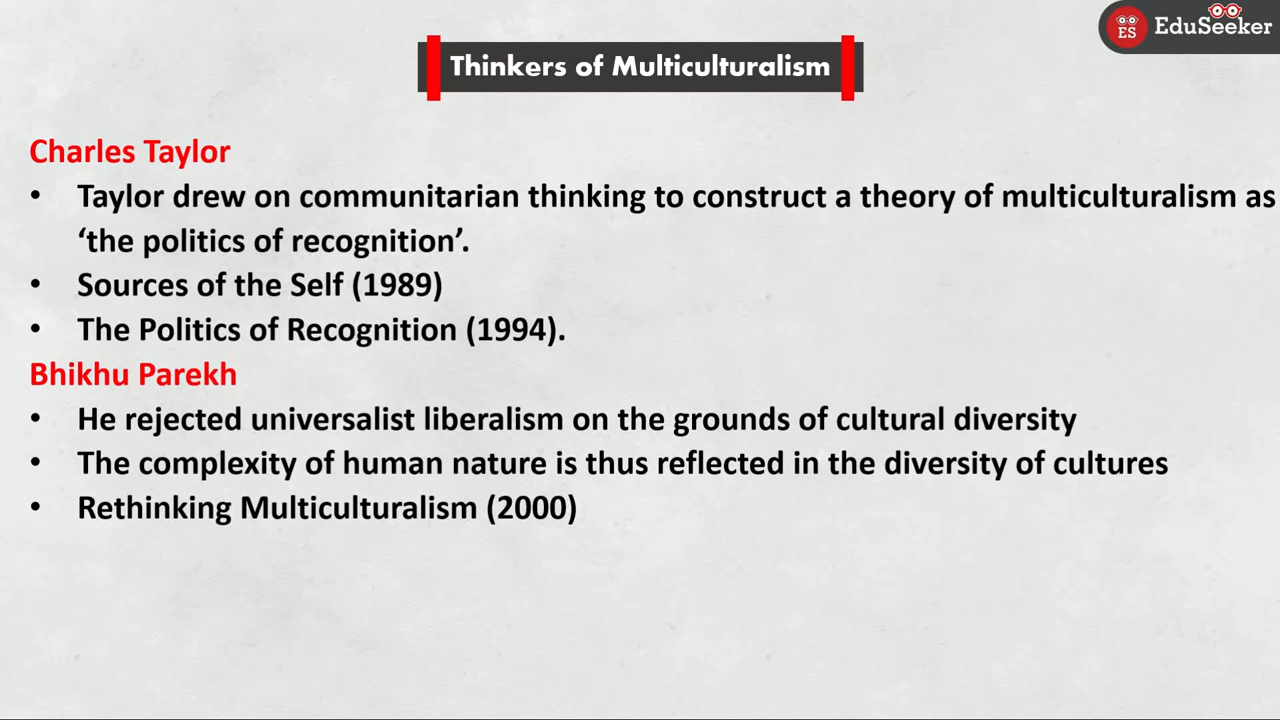 ES EduSeeker
Thinkers of Multiculturalism
Charles Taylor
• Taylor drew on communitarian thinking to construct a theory of multiculturalism as
‘the politics of recognition’.
• Sources of the Self (1989)
• The Politics of Recognition (1994).
Bhikhu Parekh
• He rejected universalist liberalism on the grounds of cultural diversity
• The complexity of human nature is thus reflected in the diversity of cultures
• Rethinking Multiculturalism (2000)